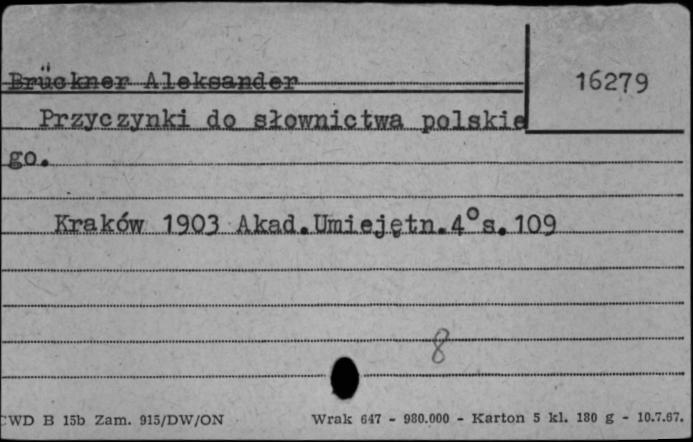 Brückner Aleksander
16279
Przyczynki do słownictwa polskie
go.
Kraków 1903 Akad.Umiejętn.4°s.109
8
CWD B 15b Zam. 915/DW/ON
Wrak 647 - 980.000 - Karton 5 kl. 180 g - 10.7.67.